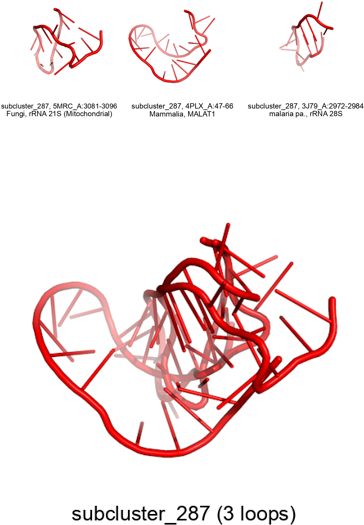 subcluster_287, 5MRC_A:3081-3096
Fungi, rRNA 21S (Mitochondrial)
subcluster_287, 4PLX_A:47-66
Mammalia, MALAT1
subcluster_287, 3J79_A:2972-2984
malaria pa., rRNA 28S
subcluster_287 (3 loops)